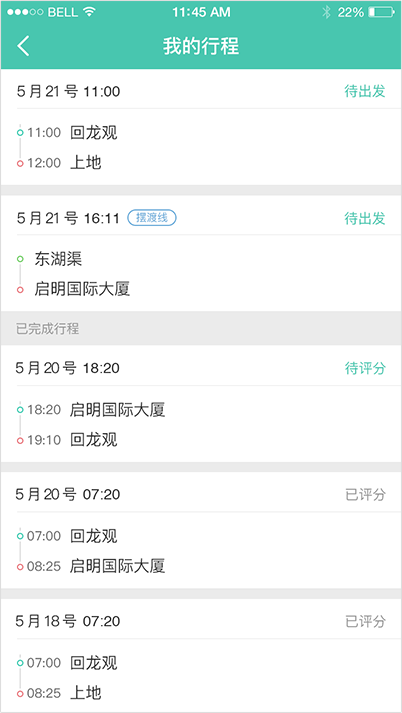 BELL 11:45 AM 22%
我的行程
5月21号 11:00 待出发
11:00 回龙观
12:00 上地
5月21号 16:11 摆渡线 待出发
东湖渠
启明国际大厦
已完成行程
5月20号 18:20 待评分
18:20 启明国际大厦
19:10 回龙观
5月20号 07:20 已评分
07:00 回龙观
08:25 启明国际大厦
5月18号 07:20 已评分
07:00 回龙观
08:25 上地